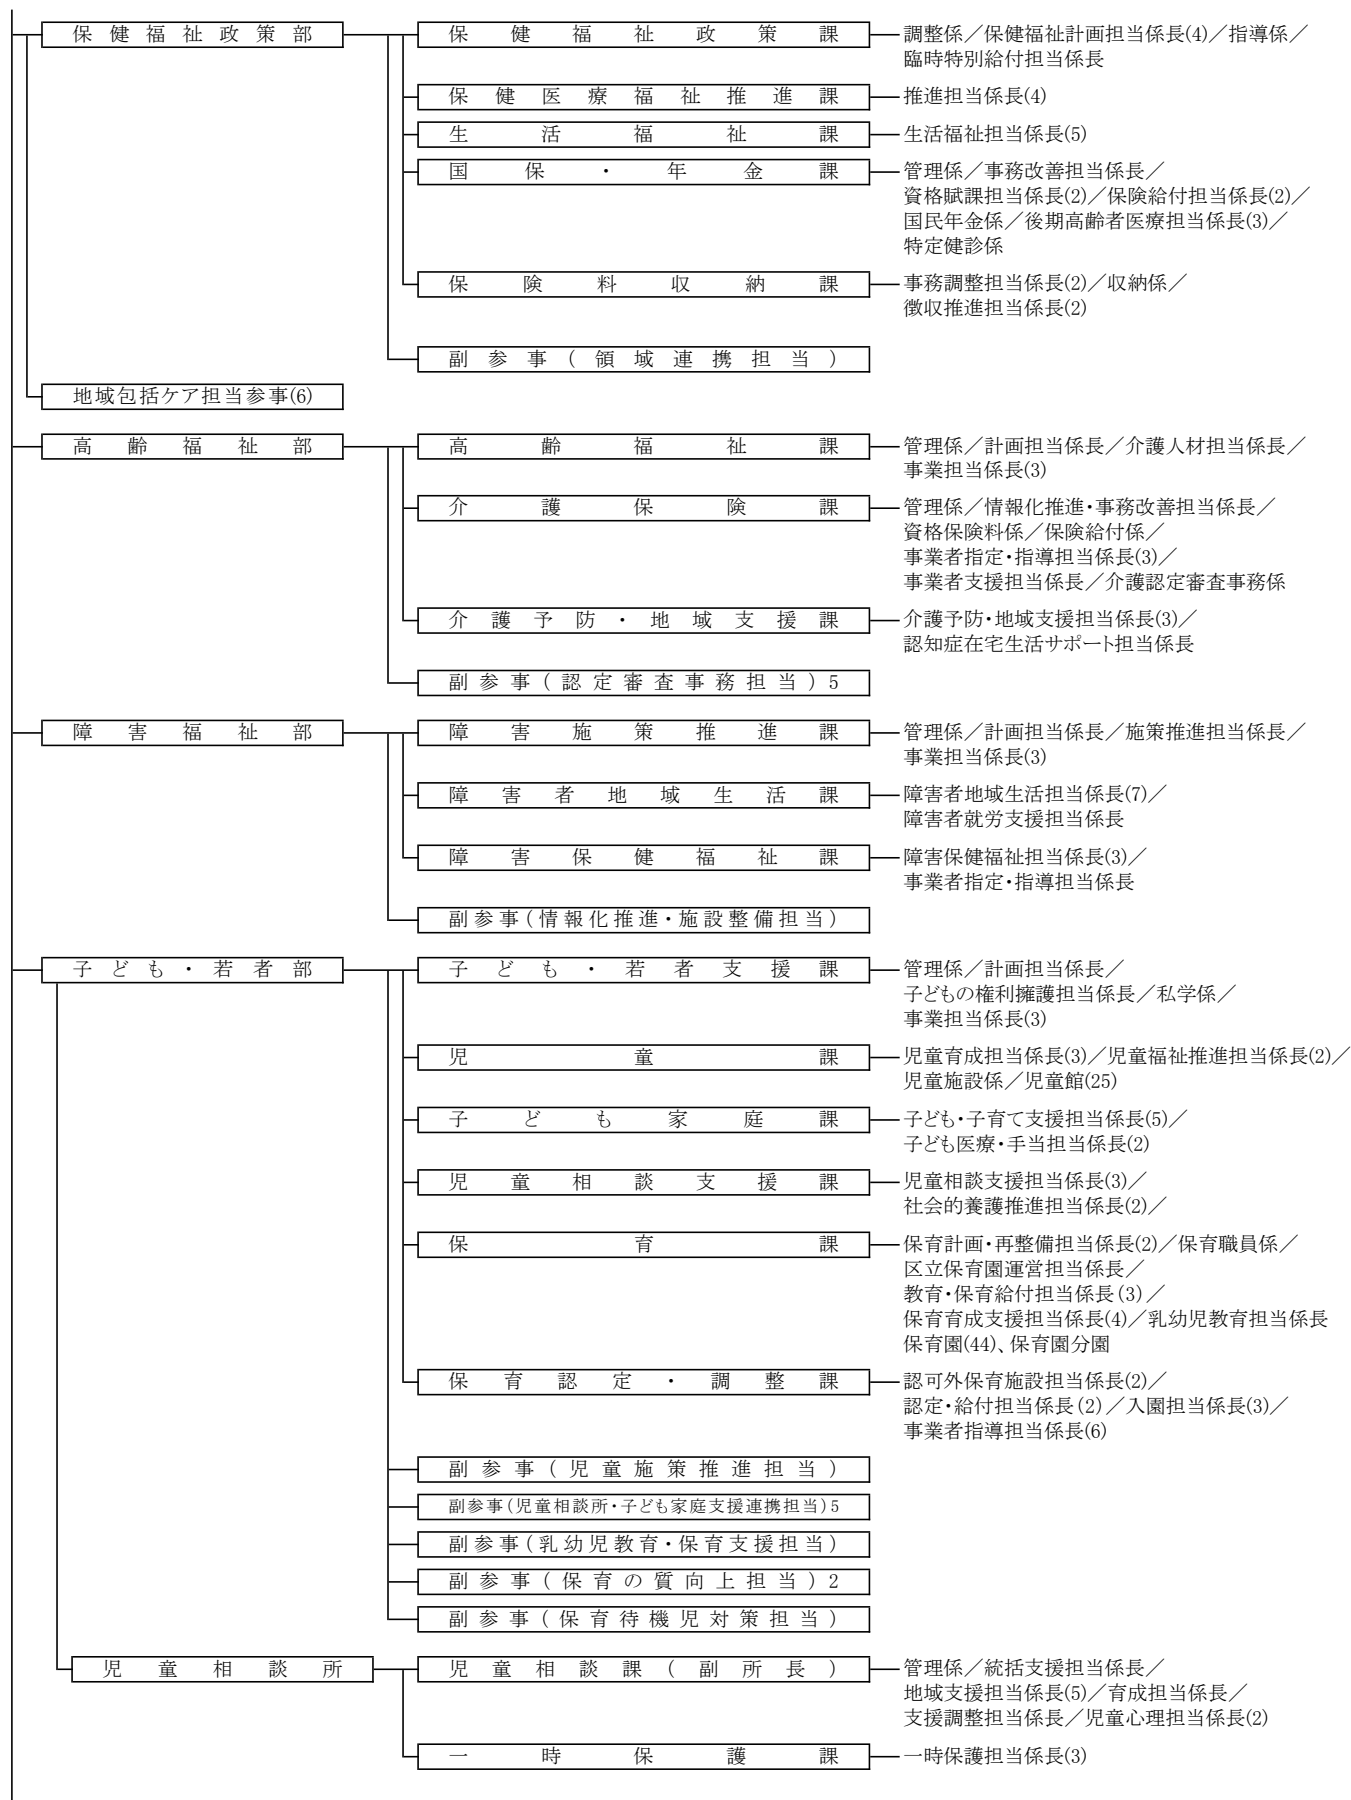 保健福祉政策部
保健福祉政策課
調整係／保健福祉計画担当係長(4)／指導係／
臨時特別給付担当係長
保健医療福祉推進課
推進担当係長(4)
生活福祉課
生活福祉担当係長(5)
国保・年金課
管理係／事務改善担当係長／
資格賦課担当係長(2)／保険給付担当係長(2)／
国民年金係／後期高齢者医療担当係長(3)／
特定健診係
保険料収納課
事務調整担当係長(2)／収納係／
徴収推進担当係長(2)
副参事(領域連携担当)
地域包括ケア担当参事(6)
高齢福祉部
高齢福祉課
管理係／計画担当係長／介護人材担当係長／
事業担当係長(3)
介護保険課
管理係／情報化推進・事務改善担当係長／
資格保険料係／保険給付係／
事業者指定・指導担当係長(3)／
事業者支援担当係長／介護認定審査事務係
介護予防・地域支援課
介護予防・地域支援担当係長(3)／
認知症在宅生活サポート担当係長
副参事(認定審査事務担当)5
障害福祉部
障害施策推進課
管理係／計画担当係長／施策推進担当係長／
事業担当係長(3)
障害者地域生活課
障害者地域生活担当係長(7)／
障害者就労支援担当係長
障害保健福祉課
障害保健福祉担当係長(3)／
事業者指定・指導担当係長
副参事(情報化推進・施設整備担当)
子ども・若者部
子ども・若者支援課
管理係／計画担当係長／
子どもの権利擁護担当係長／私学係／
事業担当係長(3)
児童課
児童育成担当係長(3)／児童福祉推進担当係長(2)／
児童施設係／児童館(25)
子ども家庭課
子ども・子育て支援担当係長(5)／
子ども医療・手当担当係長(2)
児童相談支援課
児童相談支援担当係長(3)／
社会的養護推進担当係長(2)／
保育課
保育計画・再整備担当係長(2)／保育職員係／
区立保育園運営担当係長／
教育・保育給付担当係長(3)／
保育育成支援担当係長(4)／乳幼児教育担当係長
保育園(44)、保育園分園
保育認定・調整課
認可外保育施設担当係長(2)／
認定・給付担当係長(2)／入園担当係長(3)／
事業者指導担当係長(6)
副参事(児童施策推進担当)
副参事(児童相談所・子ども家庭支援連携担当)5
副参事(乳幼児教育・保育支援担当)
副参事(保育の質向上担当)2
副参事(保育待機児対策担当)
児童相談所
児童相談課(副所長)
管理係／統括支援担当係長／
地域支援担当係長(5)／育成担当係長／
支援調整担当係長／児童心理担当係長(2)
一時保護課
一時保護担当係長(3)